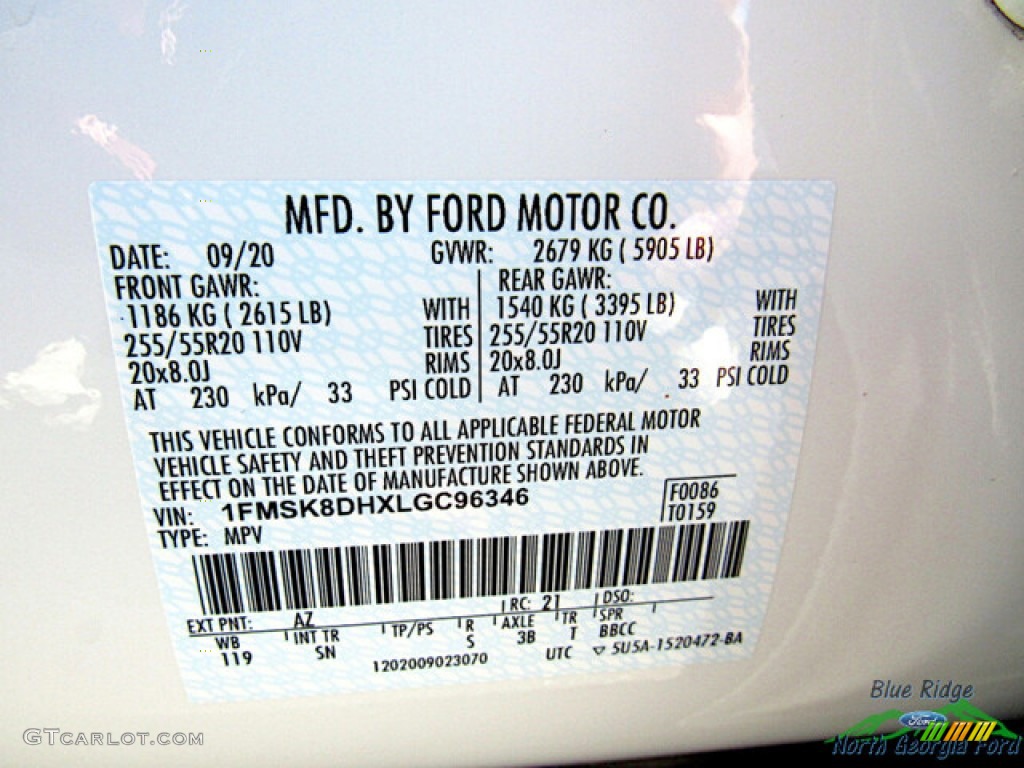 MFD. BY FORD MOTOR CO.
DATE: 09/20 GVWR: 2679 KG ( 5905 LB)
FRONT GAWR: REAR GAWR:
1186 KG ( 2615 LB) WITH 1540 KG ( 3395 LB) WITH
255/55R20 110V TIRES 255/55R20 110V TIRES
20x8.0J RIMS 20x8.0J RIMS
AT 230 kPa/ 33 PSI COLD AT 230 kPa/ 33 PSI COLD
THIS VEHICLE CONFORMS TO ALL APPLICABLE FEDERAL MOTOR
VEHICLE SAFETY AND THEFT PREVENTION STANDARDS IN
EFFECT ON THE DATE OF MANUFACTURE SHOWN ABOVE.
VIN: 1FMSK8DHXLGC96346 F0086
TYPE: MPV T0159
EXT PNT: AZ RC: 21 DSO:
WB INT TR TP/PS R AXLE TR SPR
119 SN S 3B T BBCC
1202009023070 UTC ▽ 5U5A-1520472-BA
GTCARLOT.COM
Blue Ridge
Ford
North Georgia Ford